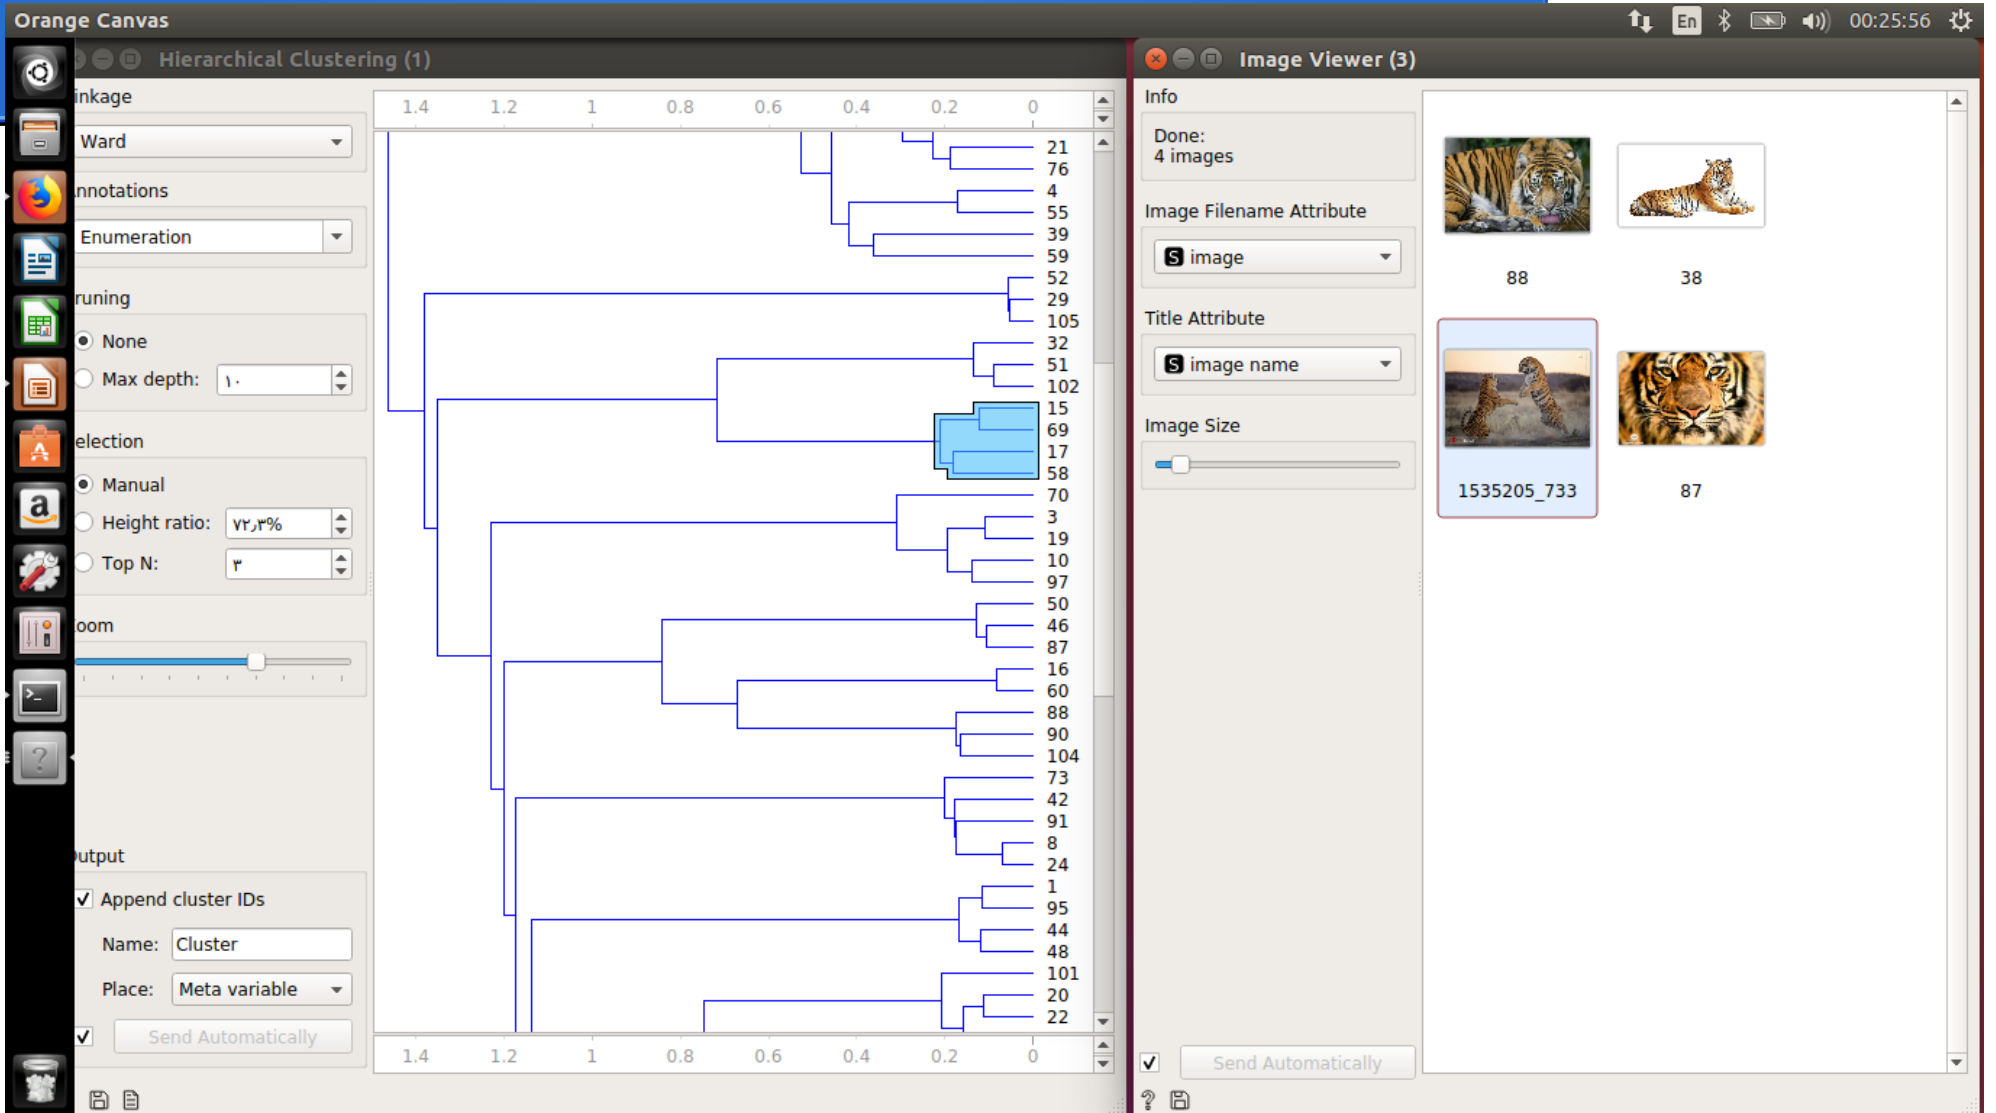 Orange Canvas
En
00:25:56
Hierarchical Clustering (1)
inkage
Ward
nnotations
Enumeration
runing
None
Max depth:
۱۰
election
Manual
Height ratio:
۷۲٫۳%
Top N:
۳
oom
utput
Append cluster IDs
Name:
Cluster
Place:
Meta variable
Send Automatically
1.4 1.2 1 0.8 0.6 0.4 0.2 0
21
76
4
55
39
59
52
29
105
32
51
102
15
69
17
58
70
3
19
10
97
50
46
87
16
60
88
90
104
73
42
91
8
24
1
95
44
48
101
20
22
1.4 1.2 1 0.8 0.6 0.4 0.2 0
Image Viewer (3)
Info
Done:
4 images
Image Filename Attribute
S image
Title Attribute
S image name
Image Size
Send Automatically
88
38
1535205_733
87